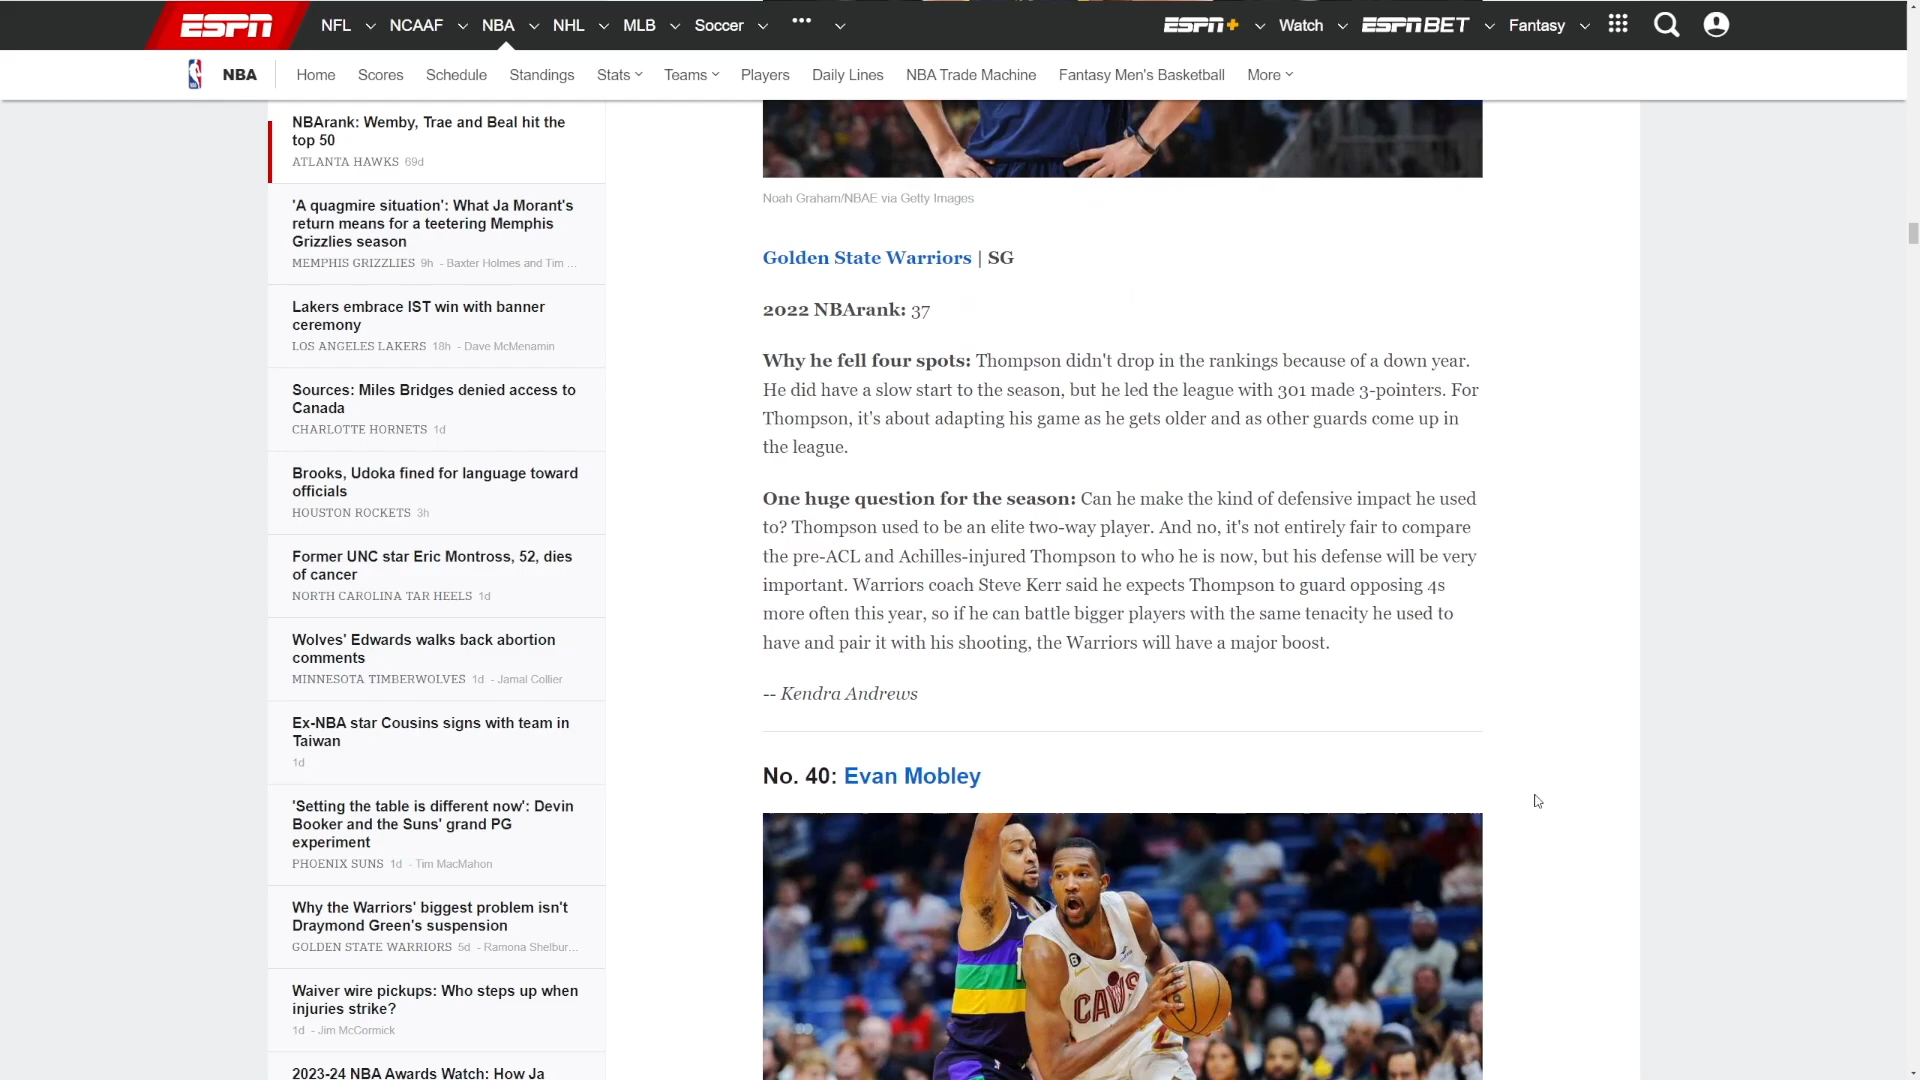 ESPN NFL NCAAF NBA NHL MLB Soccer ••• ESPN+ Watch ESPN BET Fantasy
NBA Home Scores Schedule Standings Stats Teams Players Daily Lines NBA Trade Machine Fantasy Men's Basketball More
NBArank: Wemby, Trae and Beal hit the
top 50
ATLANTA HAWKS 69d
'A quagmire situation': What Ja Morant's
return means for a teetering Memphis
Grizzlies season
MEMPHIS GRIZZLIES 9h - Baxter Holmes and Tim ...
Lakers embrace IST win with banner
ceremony
LOS ANGELES LAKERS 18h - Dave McMenamin
Sources: Miles Bridges denied access to
Canada
CHARLOTTE HORNETS 1d
Brooks, Udoka fined for language toward
officials
HOUSTON ROCKETS 3h
Former UNC star Eric Montross, 52, dies
of cancer
NORTH CAROLINA TAR HEELS 1d
Wolves' Edwards walks back abortion
comments
MINNESOTA TIMBERWOLVES 1d - Jamal Collier
Ex-NBA star Cousins signs with team in
Taiwan
1d
'Setting the table is different now': Devin
Booker and the Suns' grand PG
experiment
PHOENIX SUNS 1d - Tim MacMahon
Why the Warriors' biggest problem isn't
Draymond Green's suspension
GOLDEN STATE WARRIORS 5d - Ramona Shelbur...
Waiver wire pickups: Who steps up when
injuries strike?
1d - Jim McCormick
2023-24 NBA Awards Watch: How Ja
Noah Graham/NBAE via Getty Images
Golden State Warriors | SG
2022 NBArank: 37
Why he fell four spots: Thompson didn't drop in the rankings because of a down year.
He did have a slow start to the season, but he led the league with 301 made 3-pointers. For
Thompson, it's about adapting his game as he gets older and as other guards come up in
the league.
One huge question for the season: Can he make the kind of defensive impact he used
to? Thompson used to be an elite two-way player. And no, it's not entirely fair to compare
the pre-ACL and Achilles-injured Thompson to who he is now, but his defense will be very
important. Warriors coach Steve Kerr said he expects Thompson to guard opposing 4s
more often this year, so if he can battle bigger players with the same tenacity he used to
have and pair it with his shooting, the Warriors will have a major boost.
-- Kendra Andrews
No. 40: Evan Mobley
CAVS